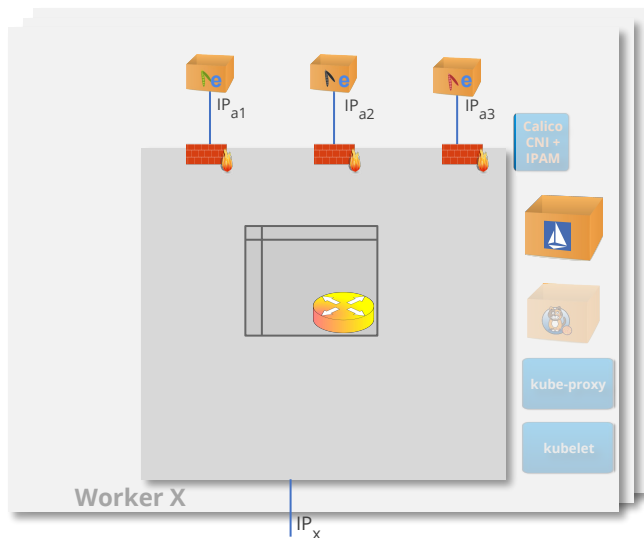 e
e
e
IPa1
IPa2
IPa3
Calico
CNI +
IPAM
kube-proxy
kubelet
Worker X
IPx